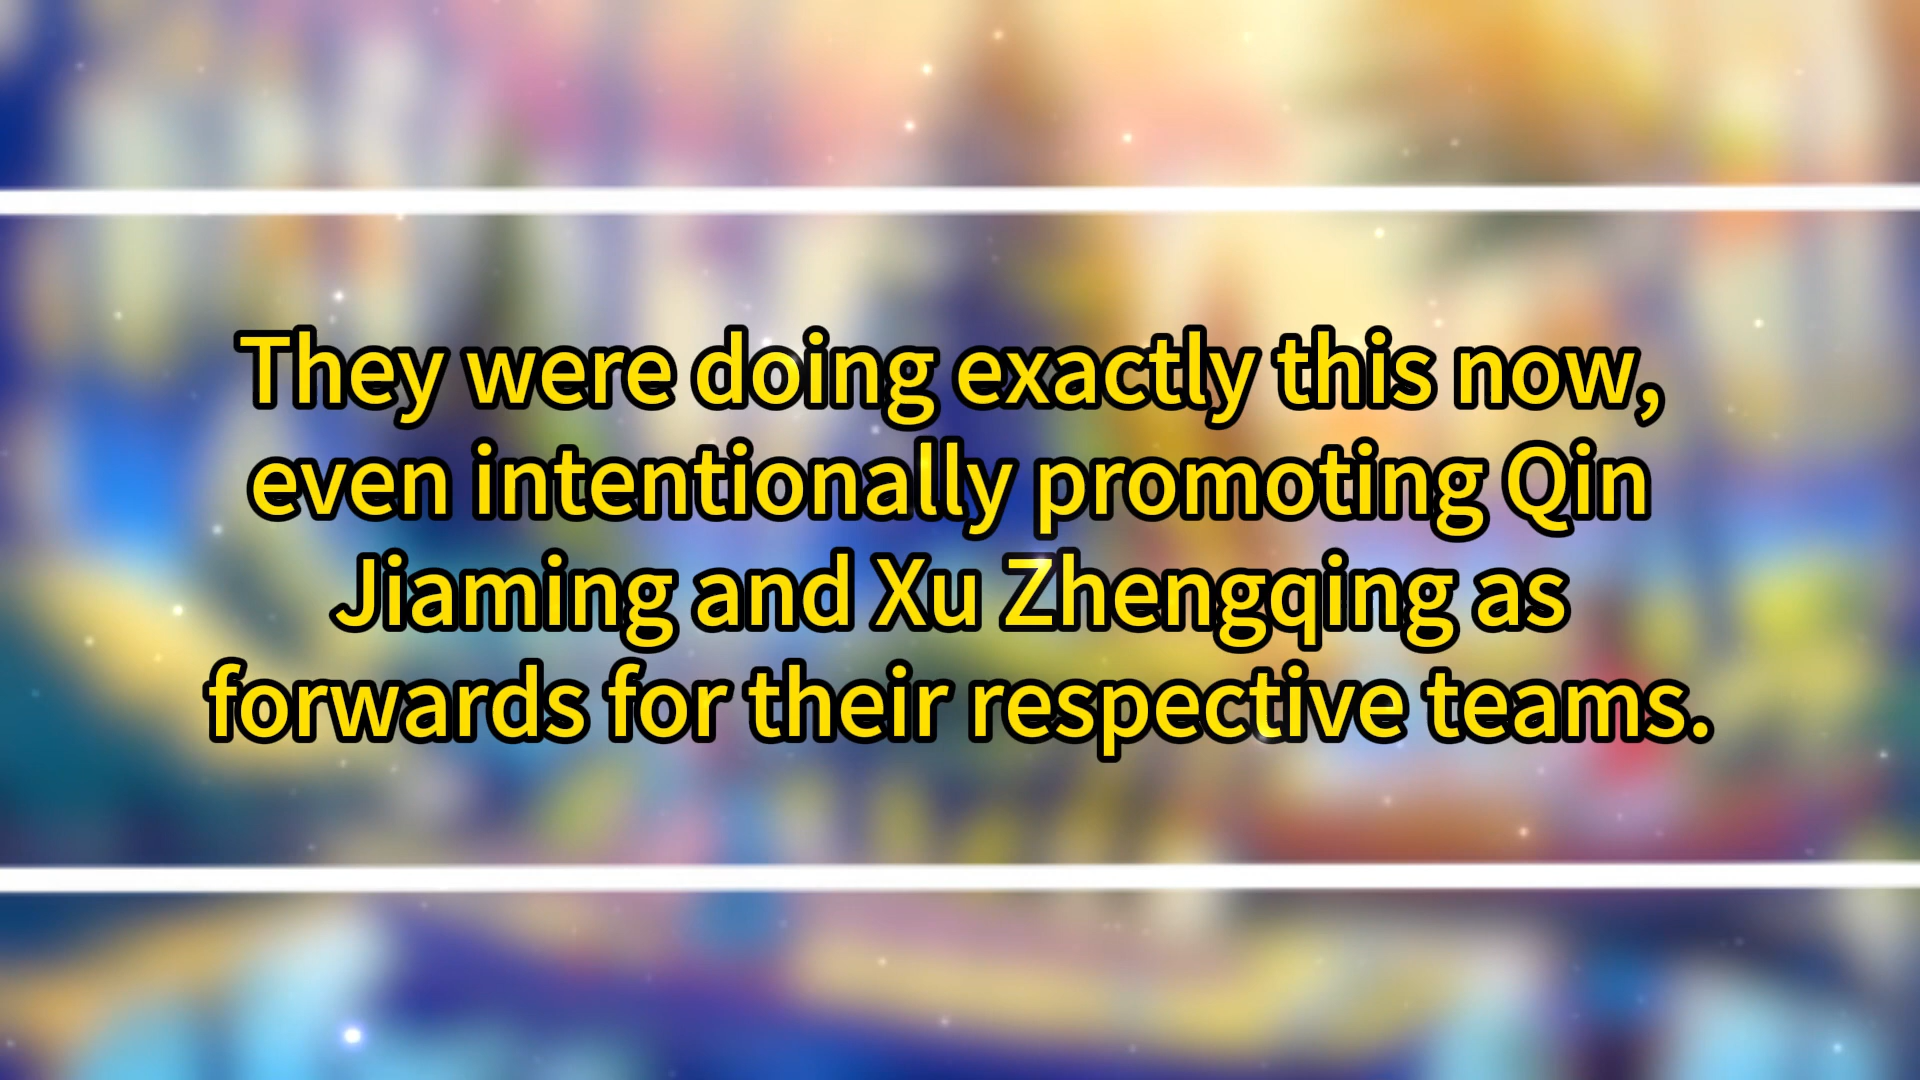 They were doing exactly this now,
even intentionally promoting Qin
Jiaming and Xu Zhengqing as
forwards for their respective teams.